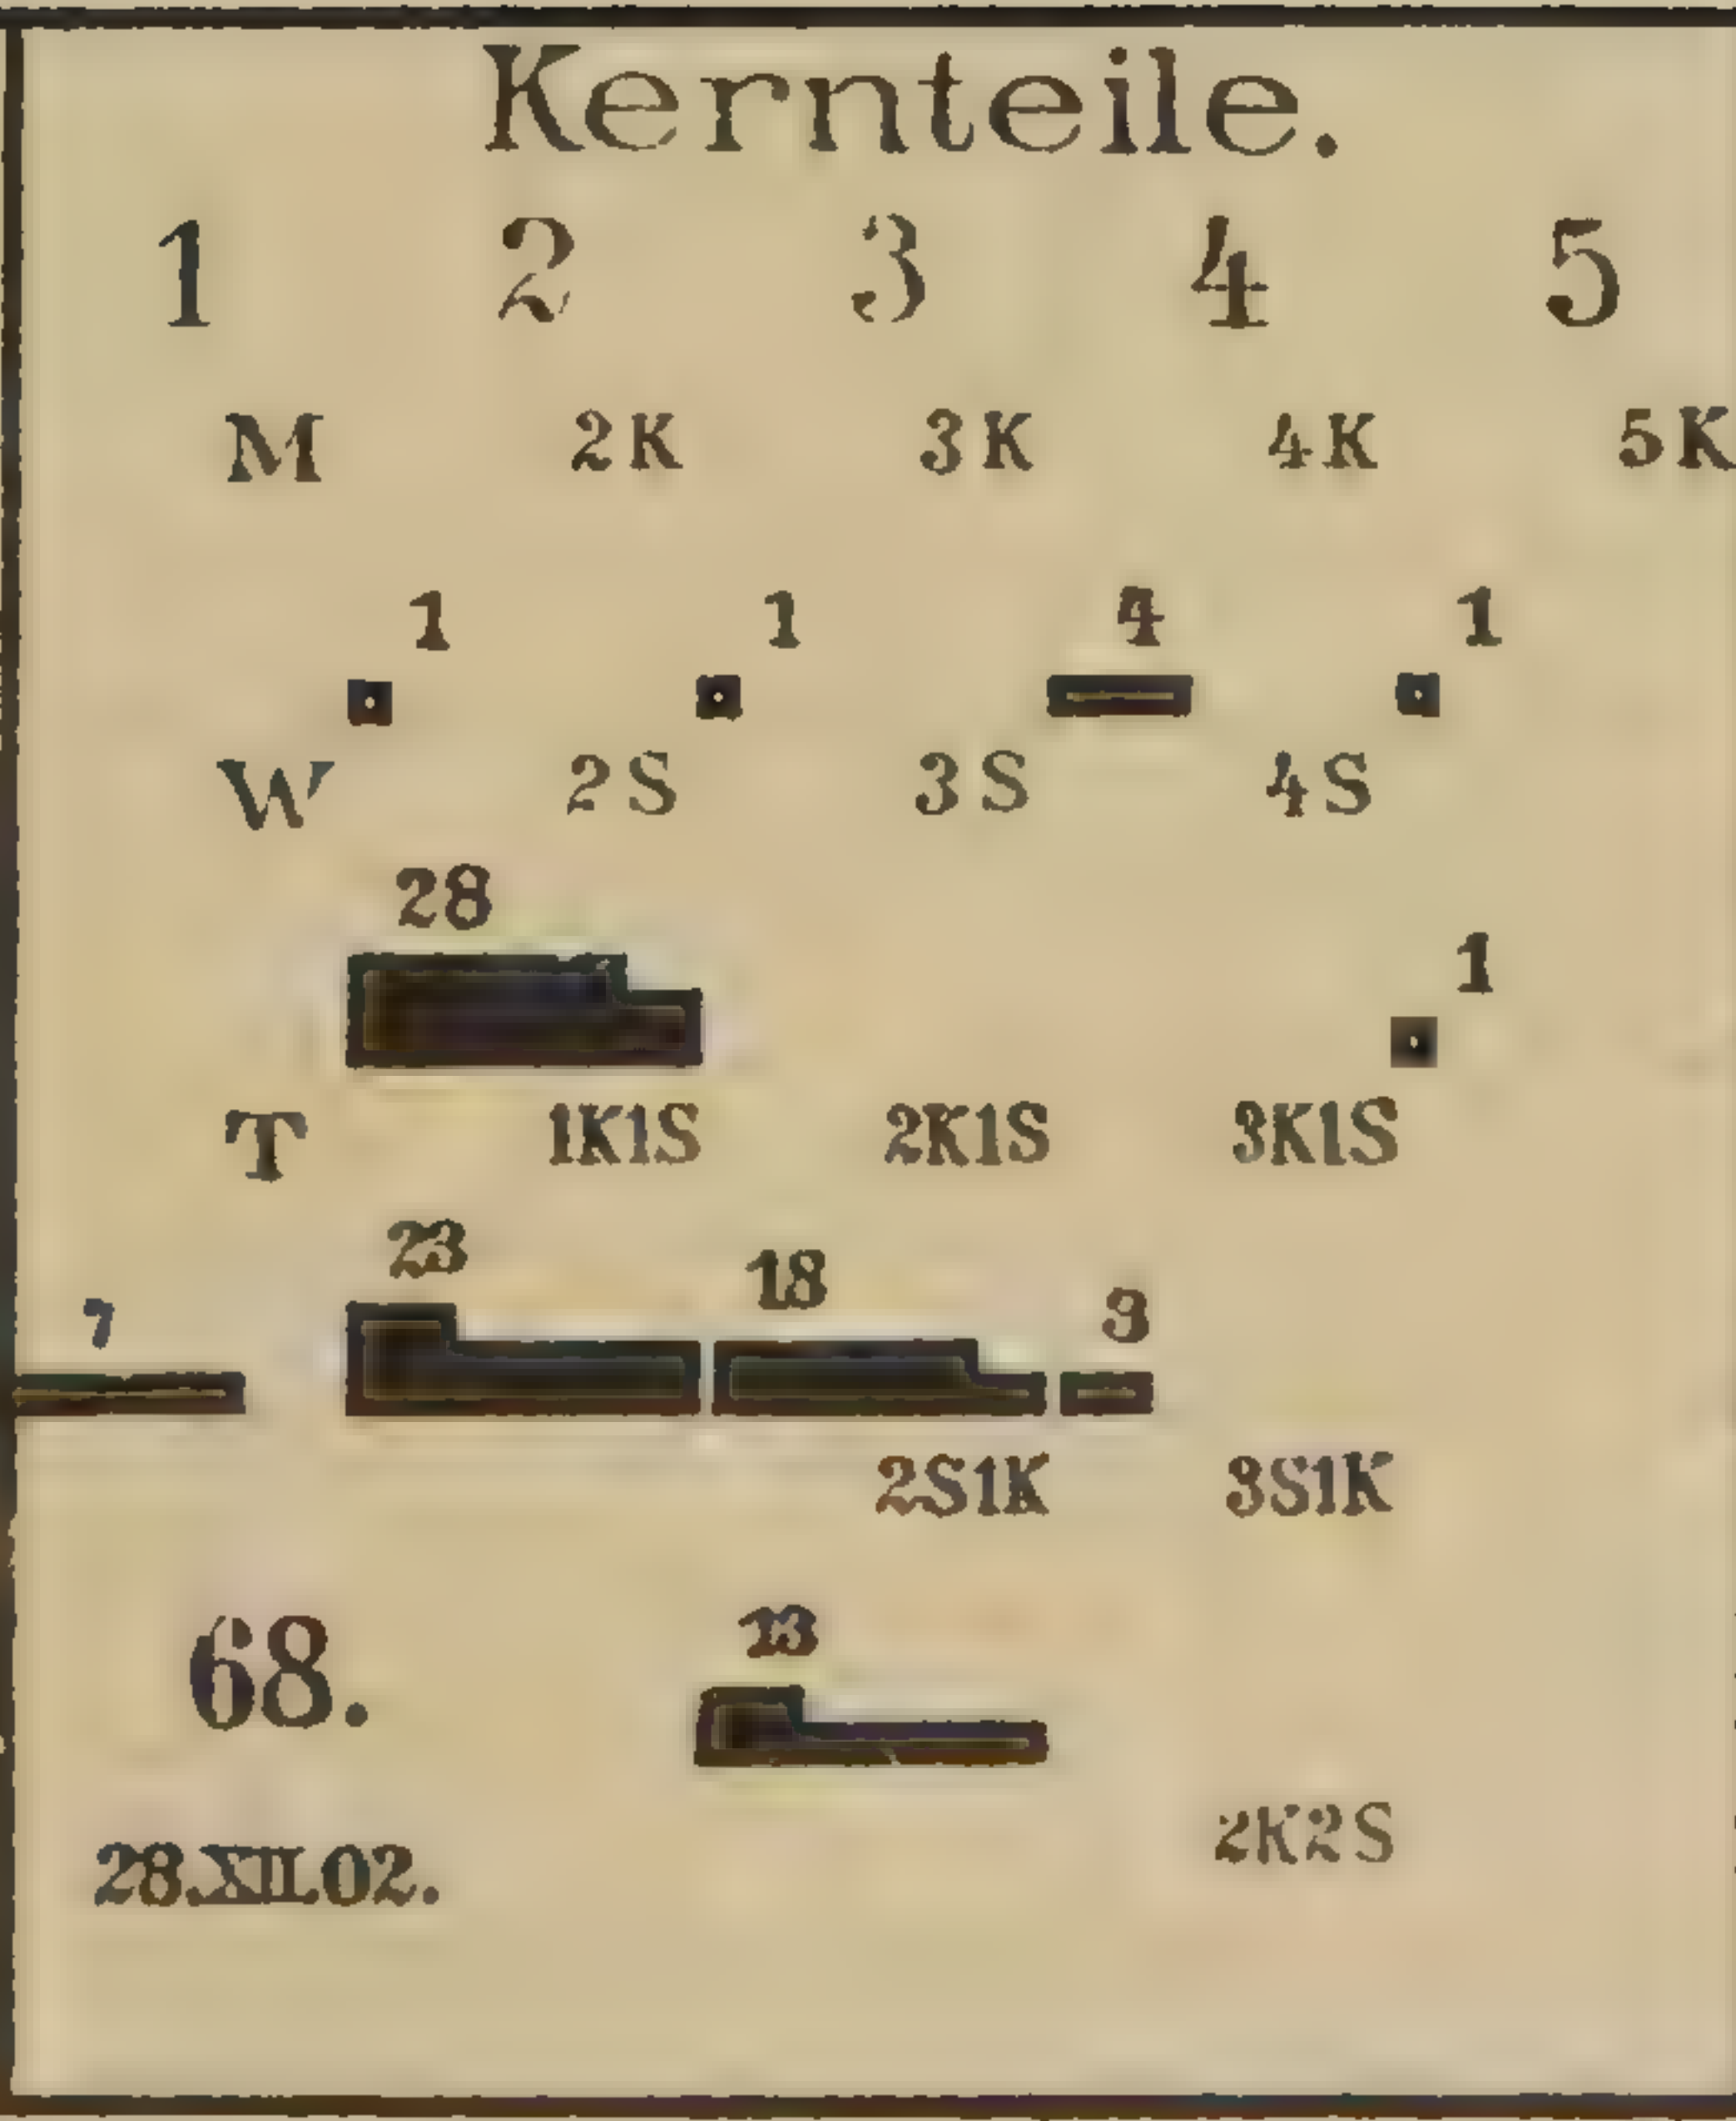 Kernteile.
1 2 3 4 5
M 2K 3K 4K 5K
1 1 4 1
W 2S 3S 4S
28
1
T 1K1S 2K1S 3K1S
23 18 3
7
2S1K 3S1K
68. 13
2K2S
28.XII.02.